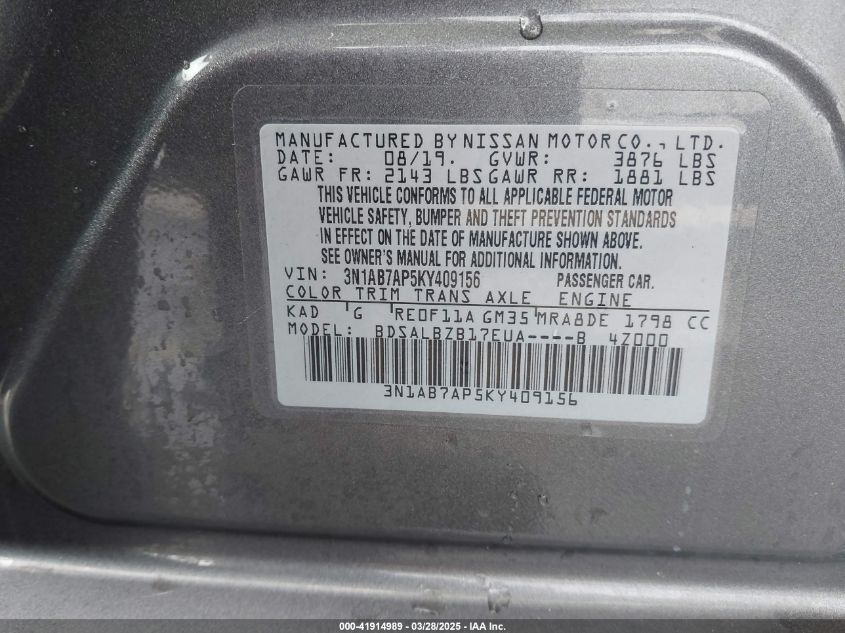 MANUFACTURED BY NISSAN MOTOR CO., LTD.
DATE: 08/19. GVWR: 3876 LBS
GAWR FR: 2143 LBS GAWR RR: 1881 LBS
THIS VEHICLE CONFORMS TO ALL APPLICABLE FEDERAL MOTOR
VEHICLE SAFETY, BUMPER AND THEFT PREVENTION STANDARDS
IN EFFECT ON THE DATE OF MANUFACTURE SHOWN ABOVE.
SEE OWNER'S MANUAL FOR ADDITIONAL INFORMATION.
VIN: 3N1AB7AP5KY409156 PASSENGER CAR.
COLOR TRIM TRANS AXLE ENGINE
KAD G RE0F11A GM35 MRA8DE 1798 CC
MODEL: BDSALBZB17EUA----B 4Z000
3N1AB7AP5KY409156
000-41914989 — 03/28/2025 — IAA Inc.